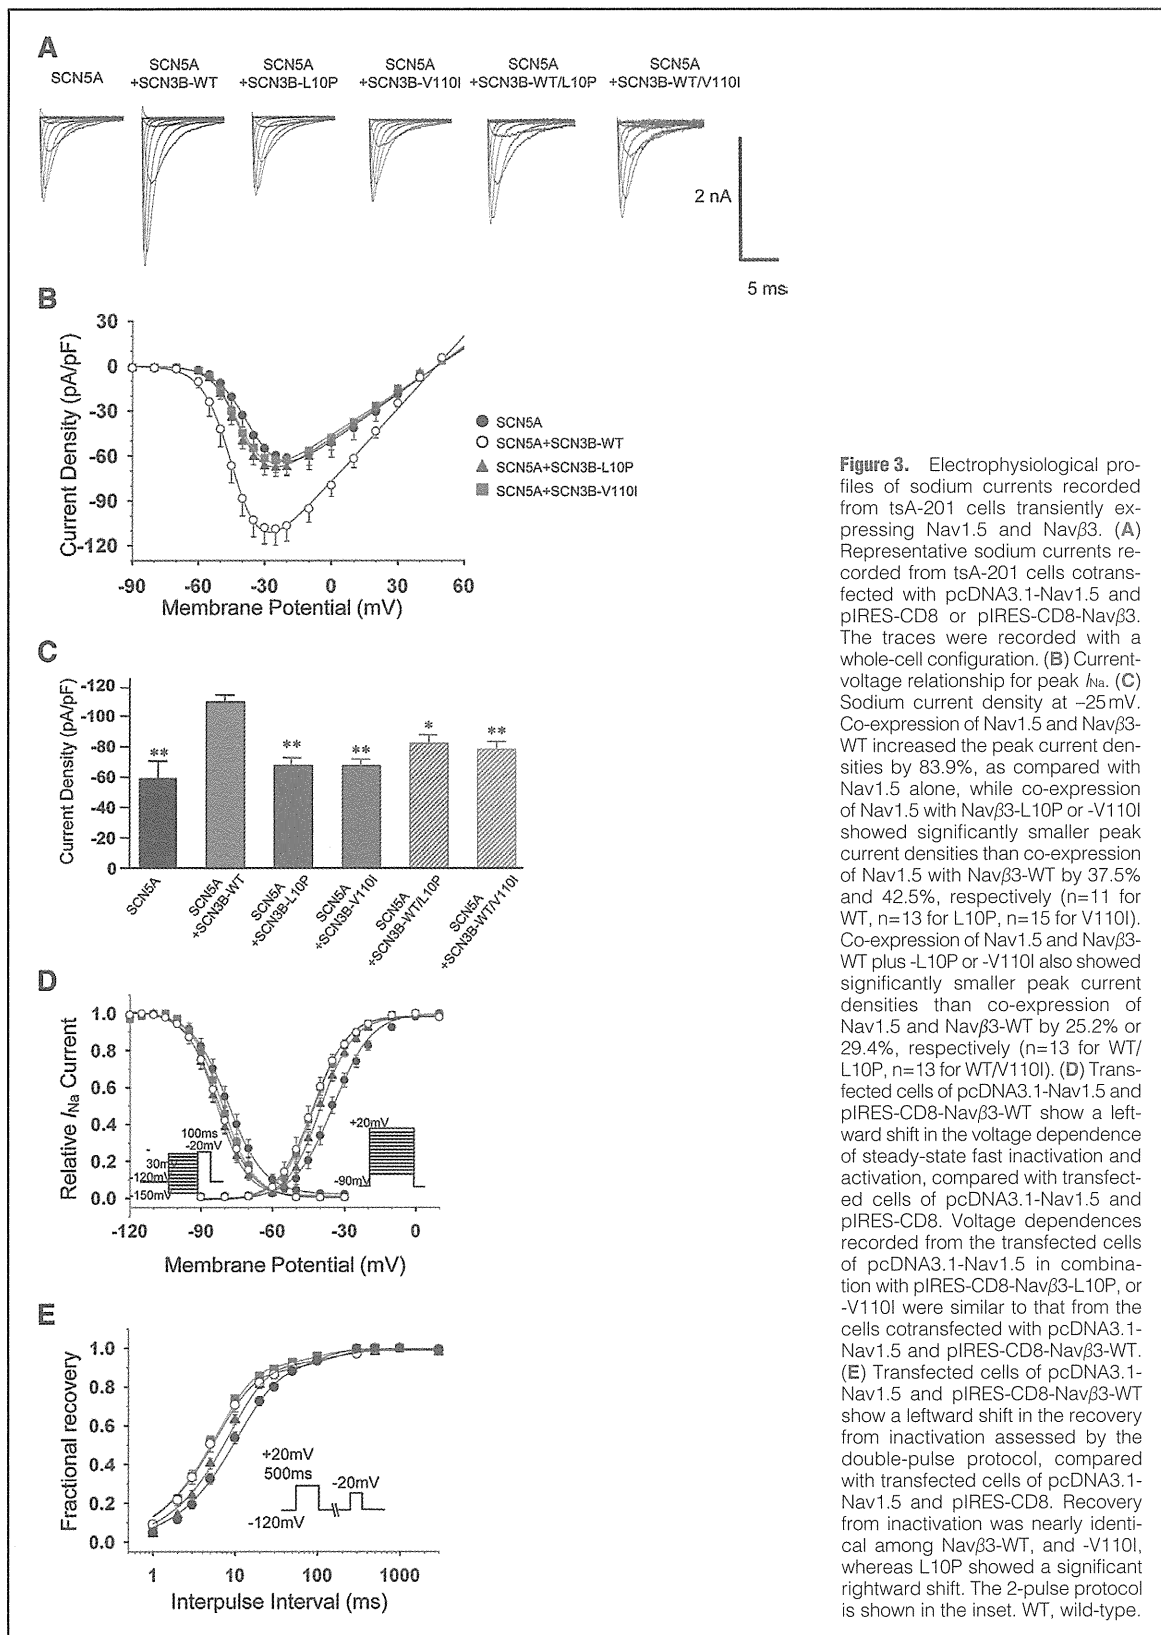 A
SCN5A
SCN5A
+SCN3B-WT
SCN5A
+SCN3B-L10P
SCN5A
+SCN3B-V110I
SCN5A
+SCN3B-WT/L10P
SCN5A
+SCN3B-WT/V110I
2 nA
5 ms
B
Current Density (pA/pF)
30
0
-30
-60
-90
-120
-90
-60
-30
0
30
60
Membrane Potential (mV)
SCN5A
SCN5A+SCN3B-WT
SCN5A+SCN3B-L10P
SCN5A+SCN3B-V110I
C
Current Density (pA/pF)
-120
-100
-80
-60
-40
-20
0
**
**
**
*
**
SCN5A
SCN5A
+SCN3B-WT
SCN5A
+SCN3B-L10P
SCN5A
+SCN3B-V110I
SCN5A
+SCN3B-WT/L10P
SCN5A
+SCN3B-WT/V110I
D
Relative INa Current
1.0
0.8
0.6
0.4
0.2
0.0
100ms
-20mV
-
30mV
-120mV
-150mV
+20mV
-90mV
-120
-90
-60
-30
0
Membrane Potential (mV)
E
Fractional recovery
1.0
0.8
0.6
0.4
0.2
0.0
+20mV
500ms
-20mV
-120mV
1
10
100
1000
Interpulse Interval (ms)
Figure 3. Electrophysiological pro-
files of sodium currents recorded
from tsA-201 cells transiently ex-
pressing Nav1.5 and Navβ3. (A)
Representative sodium currents re-
corded from tsA-201 cells cotrans-
fected with pcDNA3.1-Nav1.5 and
pIRES-CD8 or pIRES-CD8-Navβ3.
The traces were recorded with a
whole-cell configuration. (B) Current-
voltage relationship for peak INa. (C)
Sodium current density at –25 mV.
Co-expression of Nav1.5 and Navβ3-
WT increased the peak current den-
sities by 83.9%, as compared with
Nav1.5 alone, while co-expression
of Nav1.5 with Navβ3-L10P or -V110I
showed significantly smaller peak
current densities than co-expression
of Nav1.5 with Navβ3-WT by 37.5%
and 42.5%, respectively (n=11 for
WT, n=13 for L10P, n=15 for V110I).
Co-expression of Nav1.5 and Navβ3-
WT plus -L10P or -V110I also showed
significantly smaller peak current
densities than co-expression of
Nav1.5 and Navβ3-WT by 25.2% or
29.4%, respectively (n=13 for WT/
L10P, n=13 for WT/V110I). (D) Trans-
fected cells of pcDNA3.1-Nav1.5 and
pIRES-CD8-Navβ3-WT show a left-
ward shift in the voltage dependence
of steady-state fast inactivation and
activation, compared with transfect-
ed cells of pcDNA3.1-Nav1.5 and
pIRES-CD8. Voltage dependences
recorded from the transfected cells
of pcDNA3.1-Nav1.5 in combina-
tion with pIRES-CD8-Navβ3-L10P, or
-V110I were similar to that from the
cells cotransfected with pcDNA3.1-
Nav1.5 and pIRES-CD8-Navβ3-WT.
(E) Transfected cells of pcDNA3.1-
Nav1.5 and pIRES-CD8-Navβ3-WT
show a leftward shift in the recovery
from inactivation assessed by the
double-pulse protocol, compared
with transfected cells of pcDNA3.1-
Nav1.5 and pIRES-CD8. Recovery
from inactivation was nearly identi-
cal among Navβ3-WT, and -V110I,
whereas L10P showed a significant
rightward shift. The 2-pulse protocol
is shown in the inset. WT, wild-type.